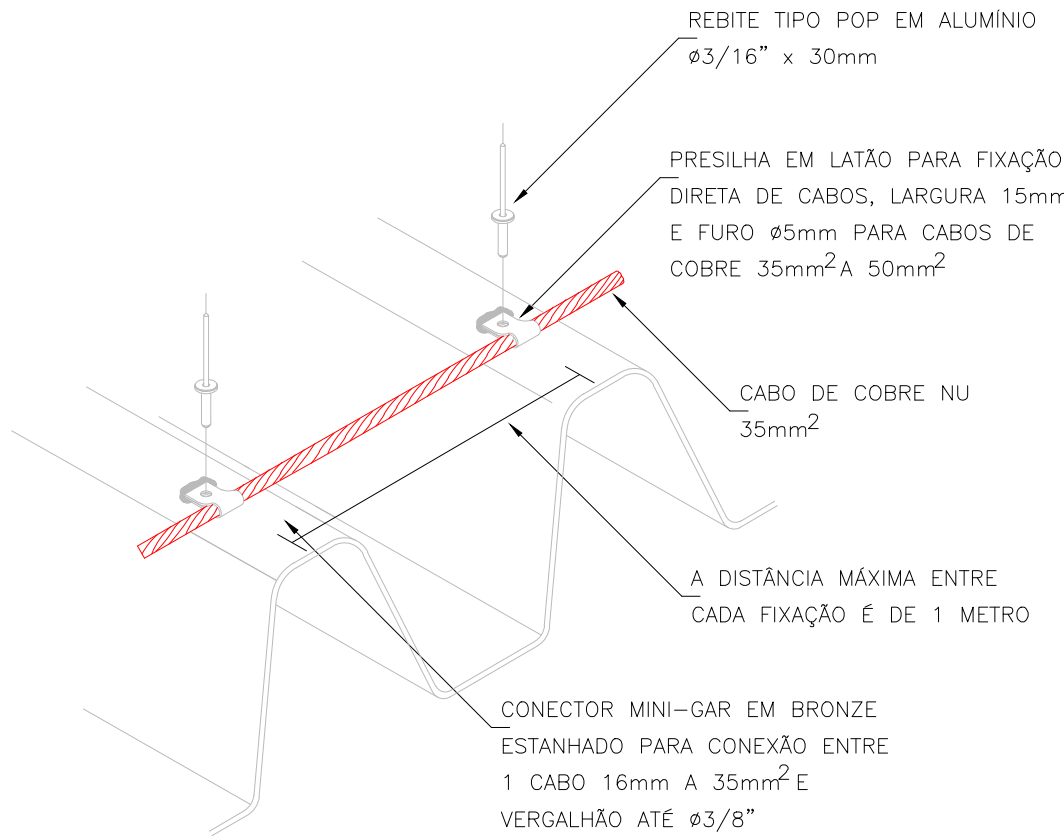 REBITE TIPO POP EM ALUMÍNIO
ø3/16" x 30mm
PRESILHA EM LATÃO PARA FIXAÇÃO
DIRETA DE CABOS, LARGURA 15mm
E FURO ø5mm PARA CABOS DE
COBRE 35mm² A 50mm²
CABO DE COBRE NU
35mm²
A DISTÂNCIA MÁXIMA ENTRE
CADA FIXAÇÃO É DE 1 METRO
CONECTOR MINI-GAR EM BRONZE
ESTANHADO PARA CONEXÃO ENTRE
1 CABO 16mm A 35mm² E
VERGALHÃO ATÉ ø3/8"